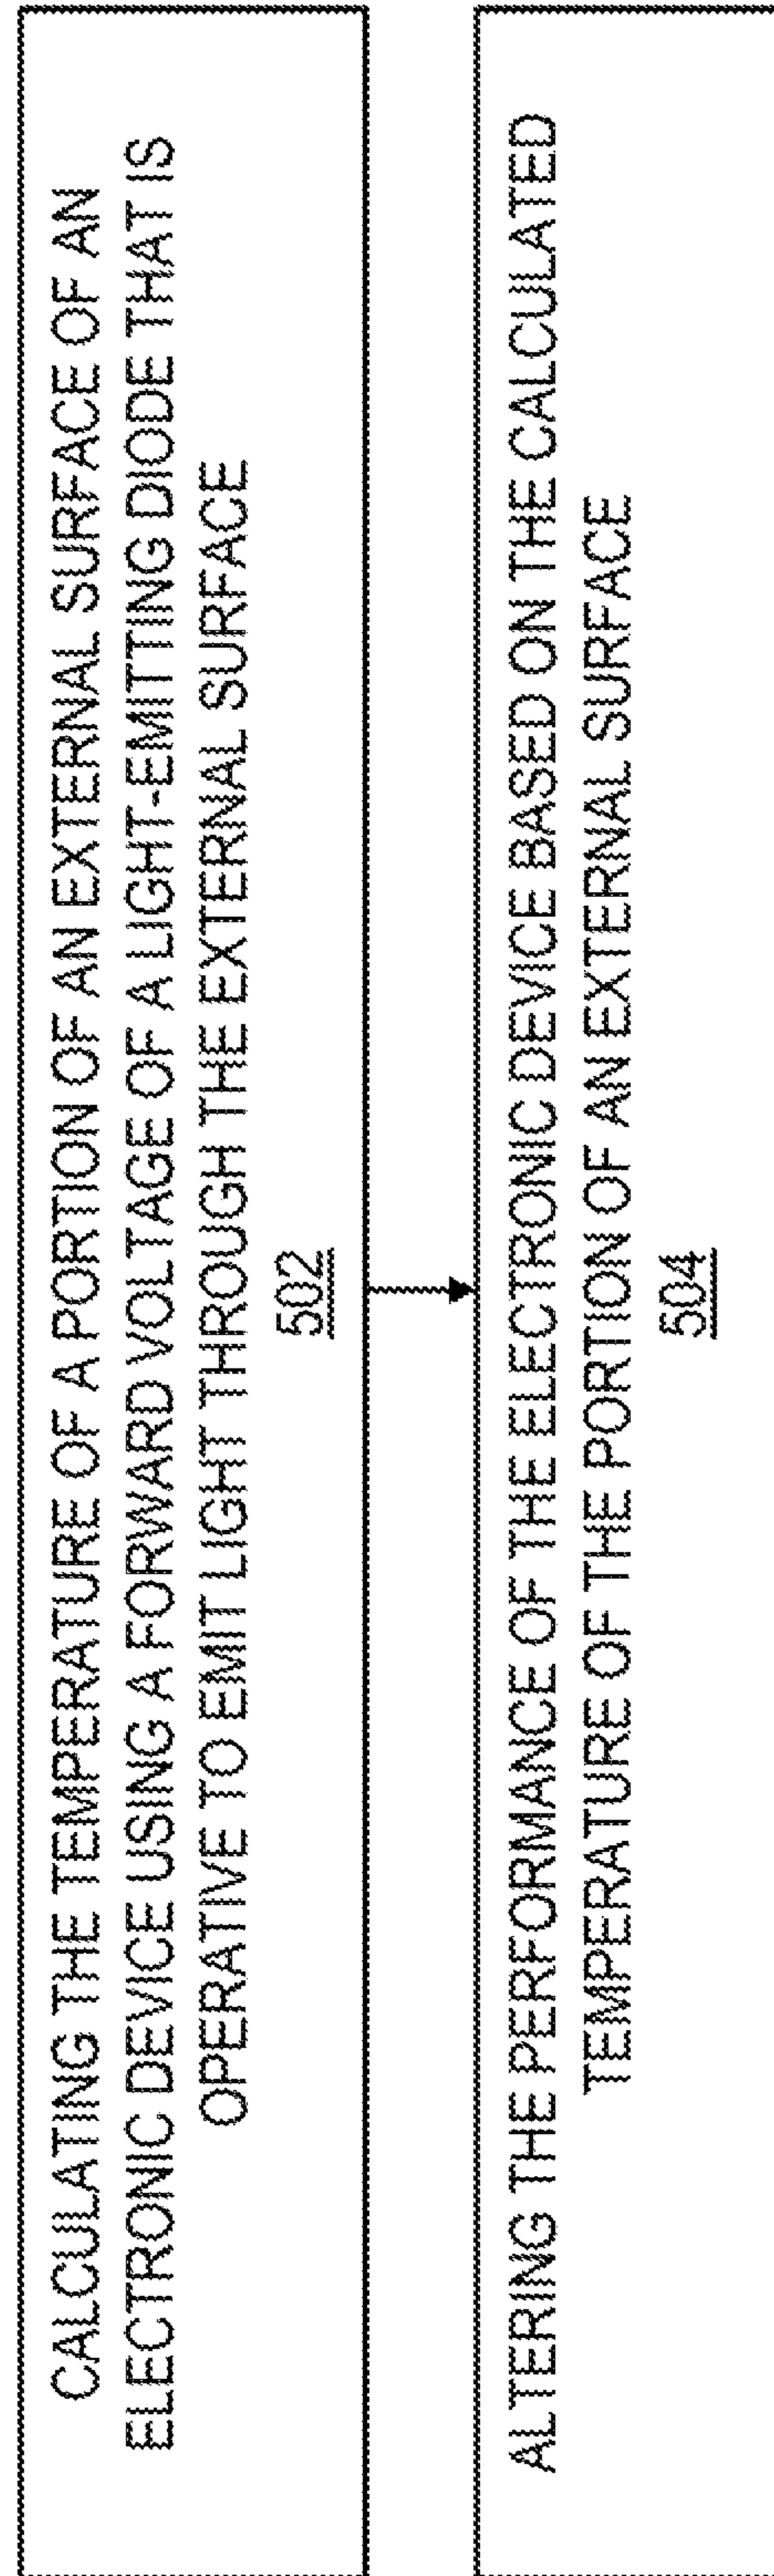 CALCULATING THE TEMPERATURE OF A PORTION OF AN EXTERNAL SURFACE OF AN
ELECTRONIC DEVICE USING A FORWARD VOLTAGE OF A LIGHT-EMITTING DIODE THAT IS
OPERATIVE TO EMIT LIGHT THROUGH THE EXTERNAL SURFACE
502
ALTERING THE PERFORMANCE OF THE ELECTRONIC DEVICE BASED ON THE CALCULATED
TEMPERATURE OF THE PORTION OF AN EXTERNAL SURFACE
504